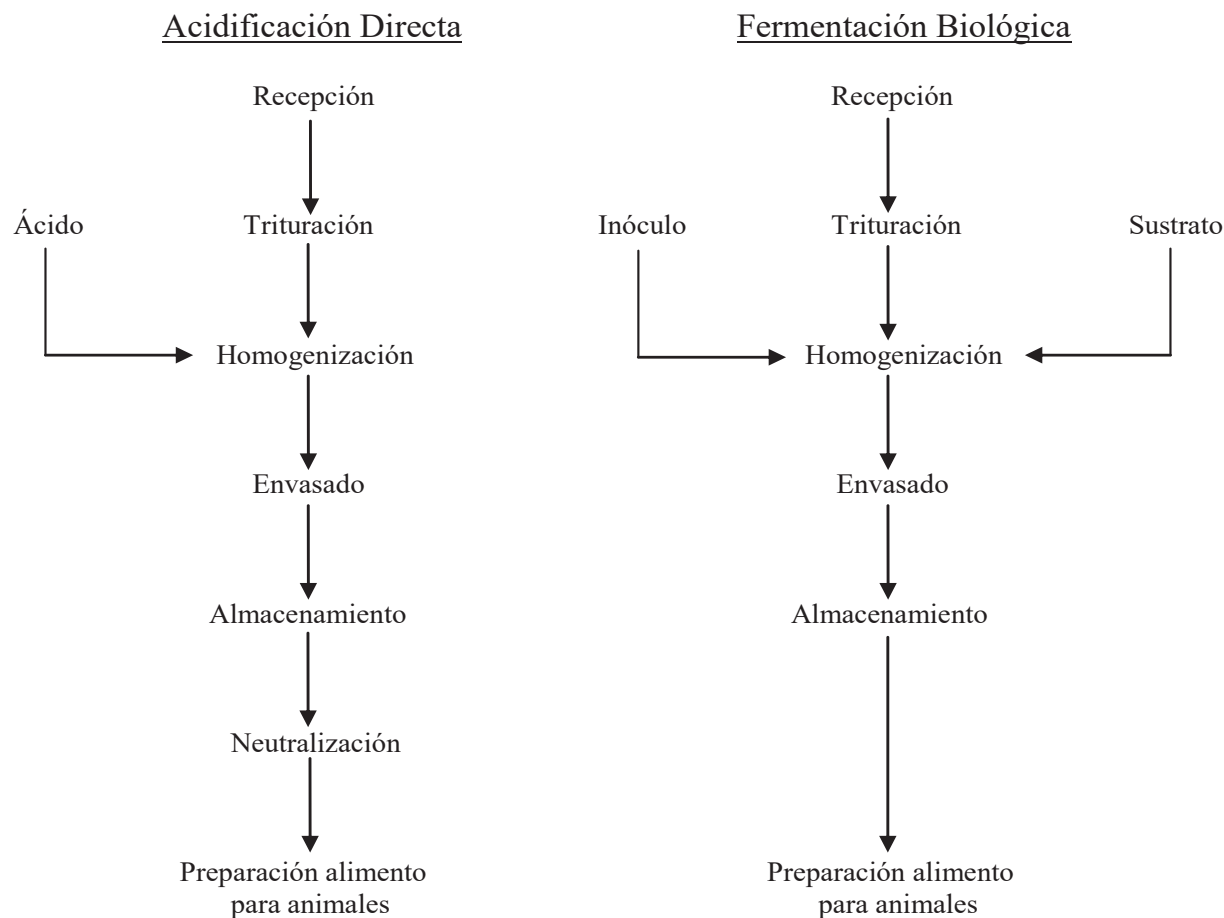 Acidificación Directa
Recepción
Ácido
Trituración
Homogenización
Envasado
Almacenamiento
Neutralización
Preparación alimento
para animales
Fermentación Biológica
Recepción
Inóculo
Trituración
Sustrato
Homogenización
Envasado
Almacenamiento
Preparación alimento
para animales